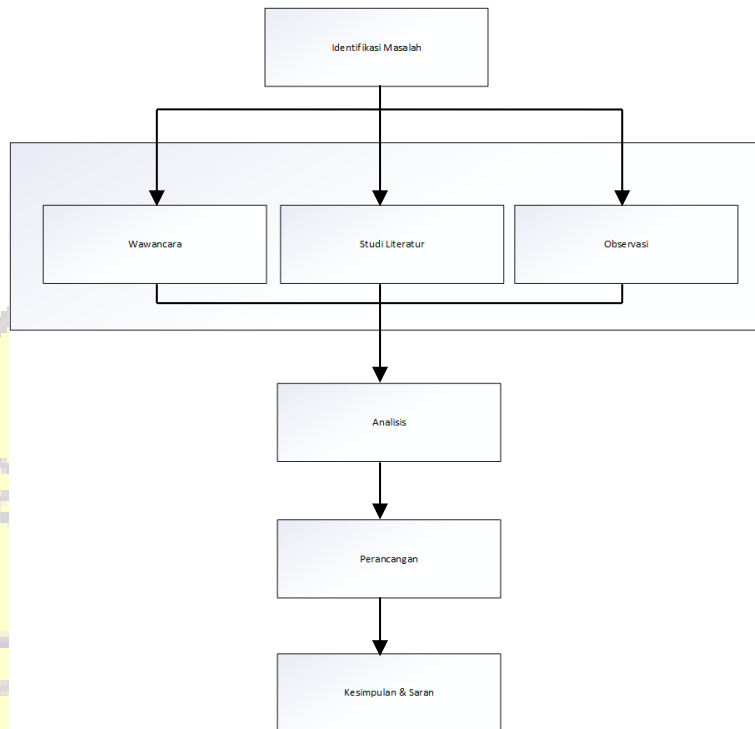 Identifikasi Masalah
Wawancara
Studi Literatur
Observasi
Analisis
Perancangan
Kesimpulan & Saran